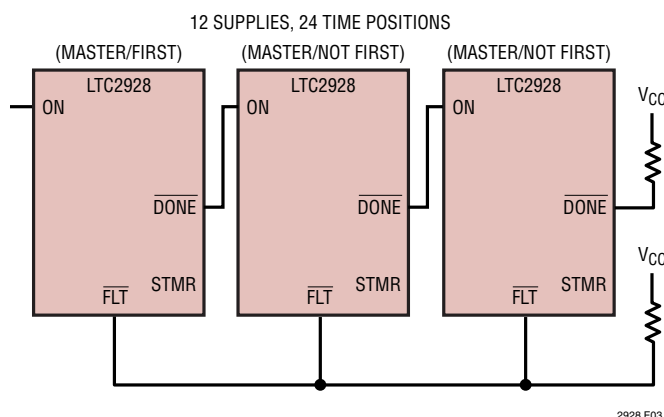 12 SUPPLIES, 24 TIME POSITIONS
(MASTER/FIRST) (MASTER/NOT FIRST) (MASTER/NOT FIRST)
LTC2928 LTC2928 LTC2928
VCC
ON ON ON
DONE DONE DONE
VCC
STMR STMR STMR
FLT FLT FLT
2928 F03